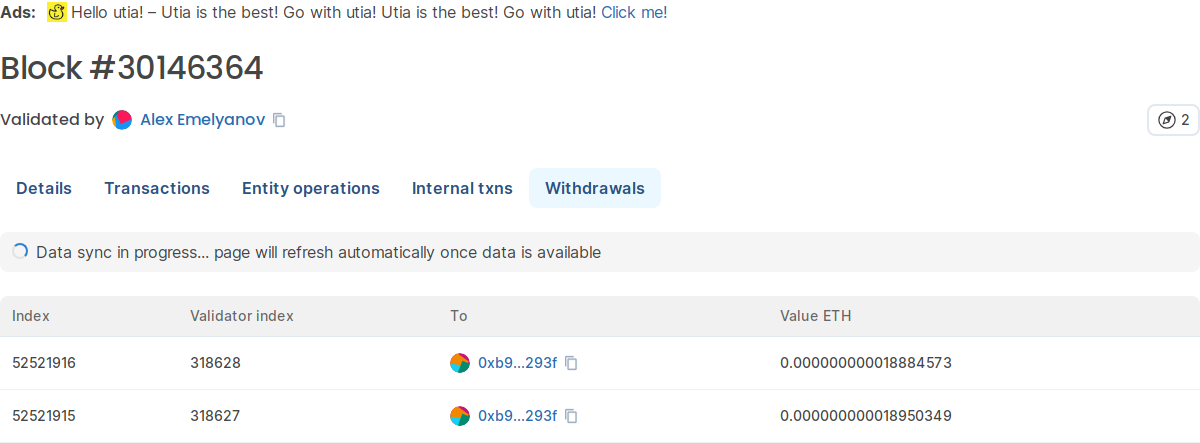 Ads: Hello utia! – Utia is the best! Go with utia! Utia is the best! Go with utia! Click me!
Block #30146364
Validated by Alex Emelyanov
2
Details Transactions Entity operations Internal txns Withdrawals
Data sync in progress... page will refresh automatically once data is available
Index Validator index To Value ETH
52521916 318628 0xb9...293f 0.000000000018884573
52521915 318627 0xb9...293f 0.000000000018950349